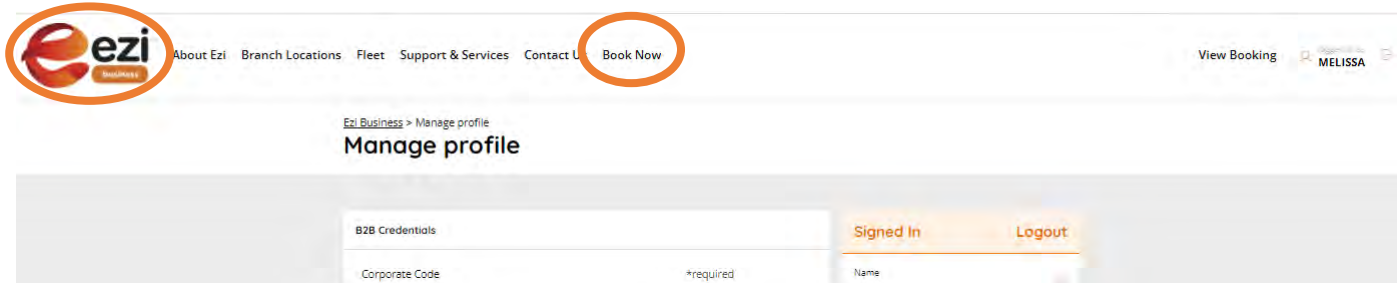 ezi
business
About Ezi Branch Locations Fleet Support & Services Contact U Book Now
View Booking
MELISSA
Ezi Business > Manage profile
Manage profile
B2B Credentials
Signed In Logout
Corporate Code *required
Name